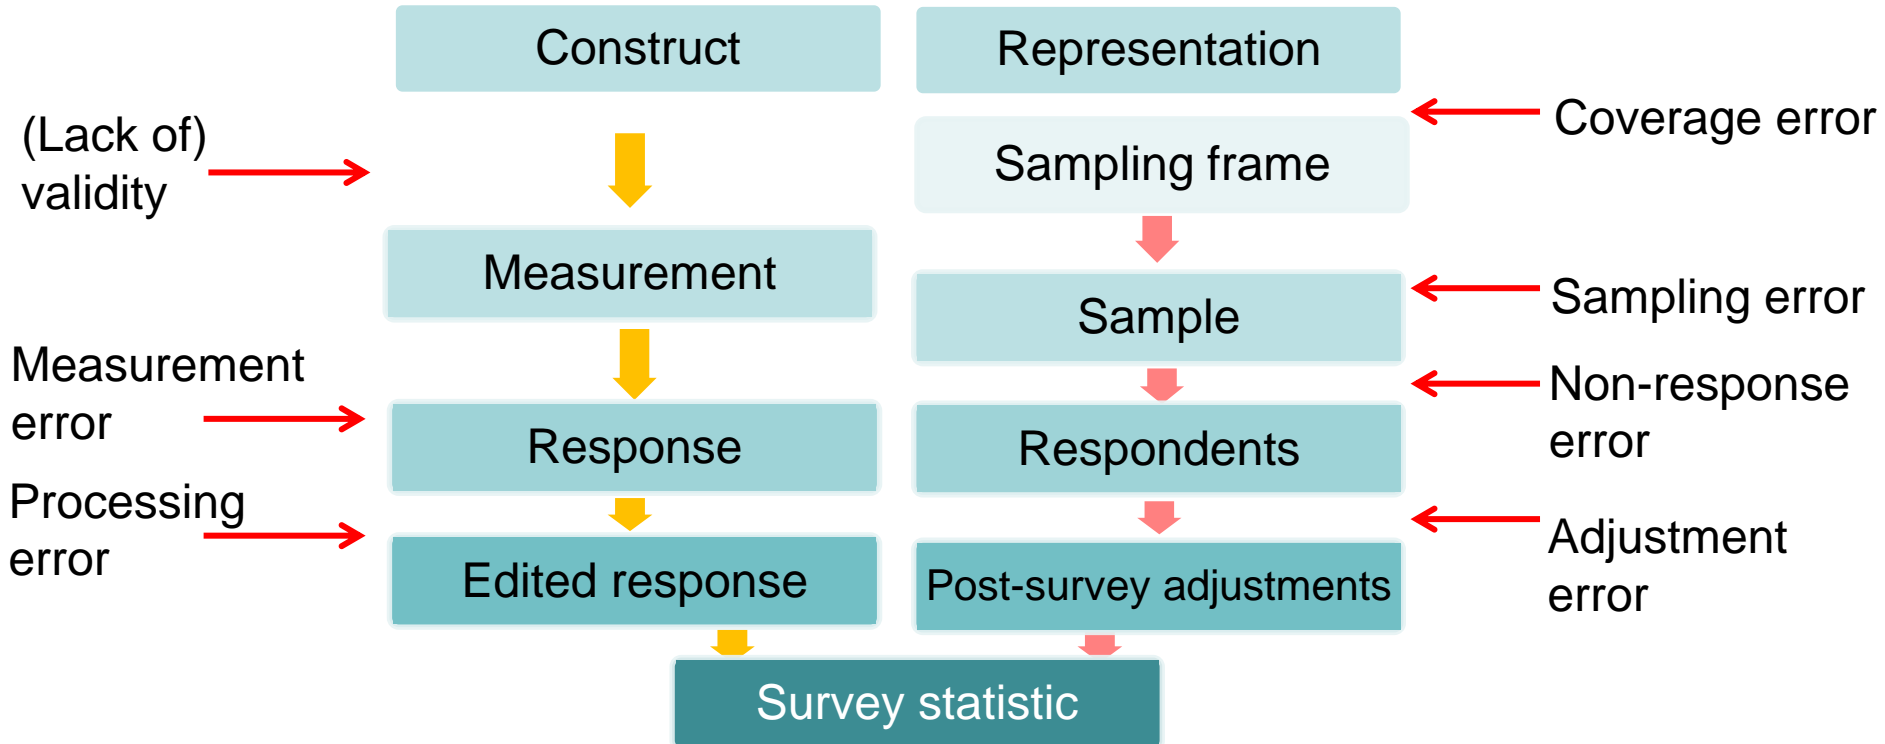 Construct
Representation
(Lack of)
validity
Coverage error
Sampling frame
Measurement
Sample
Sampling error
Measurement
error
Non-response
error
Response
Respondents
Processing
error
Adjustment
error
Edited response
Post-survey adjustments
Survey statistic